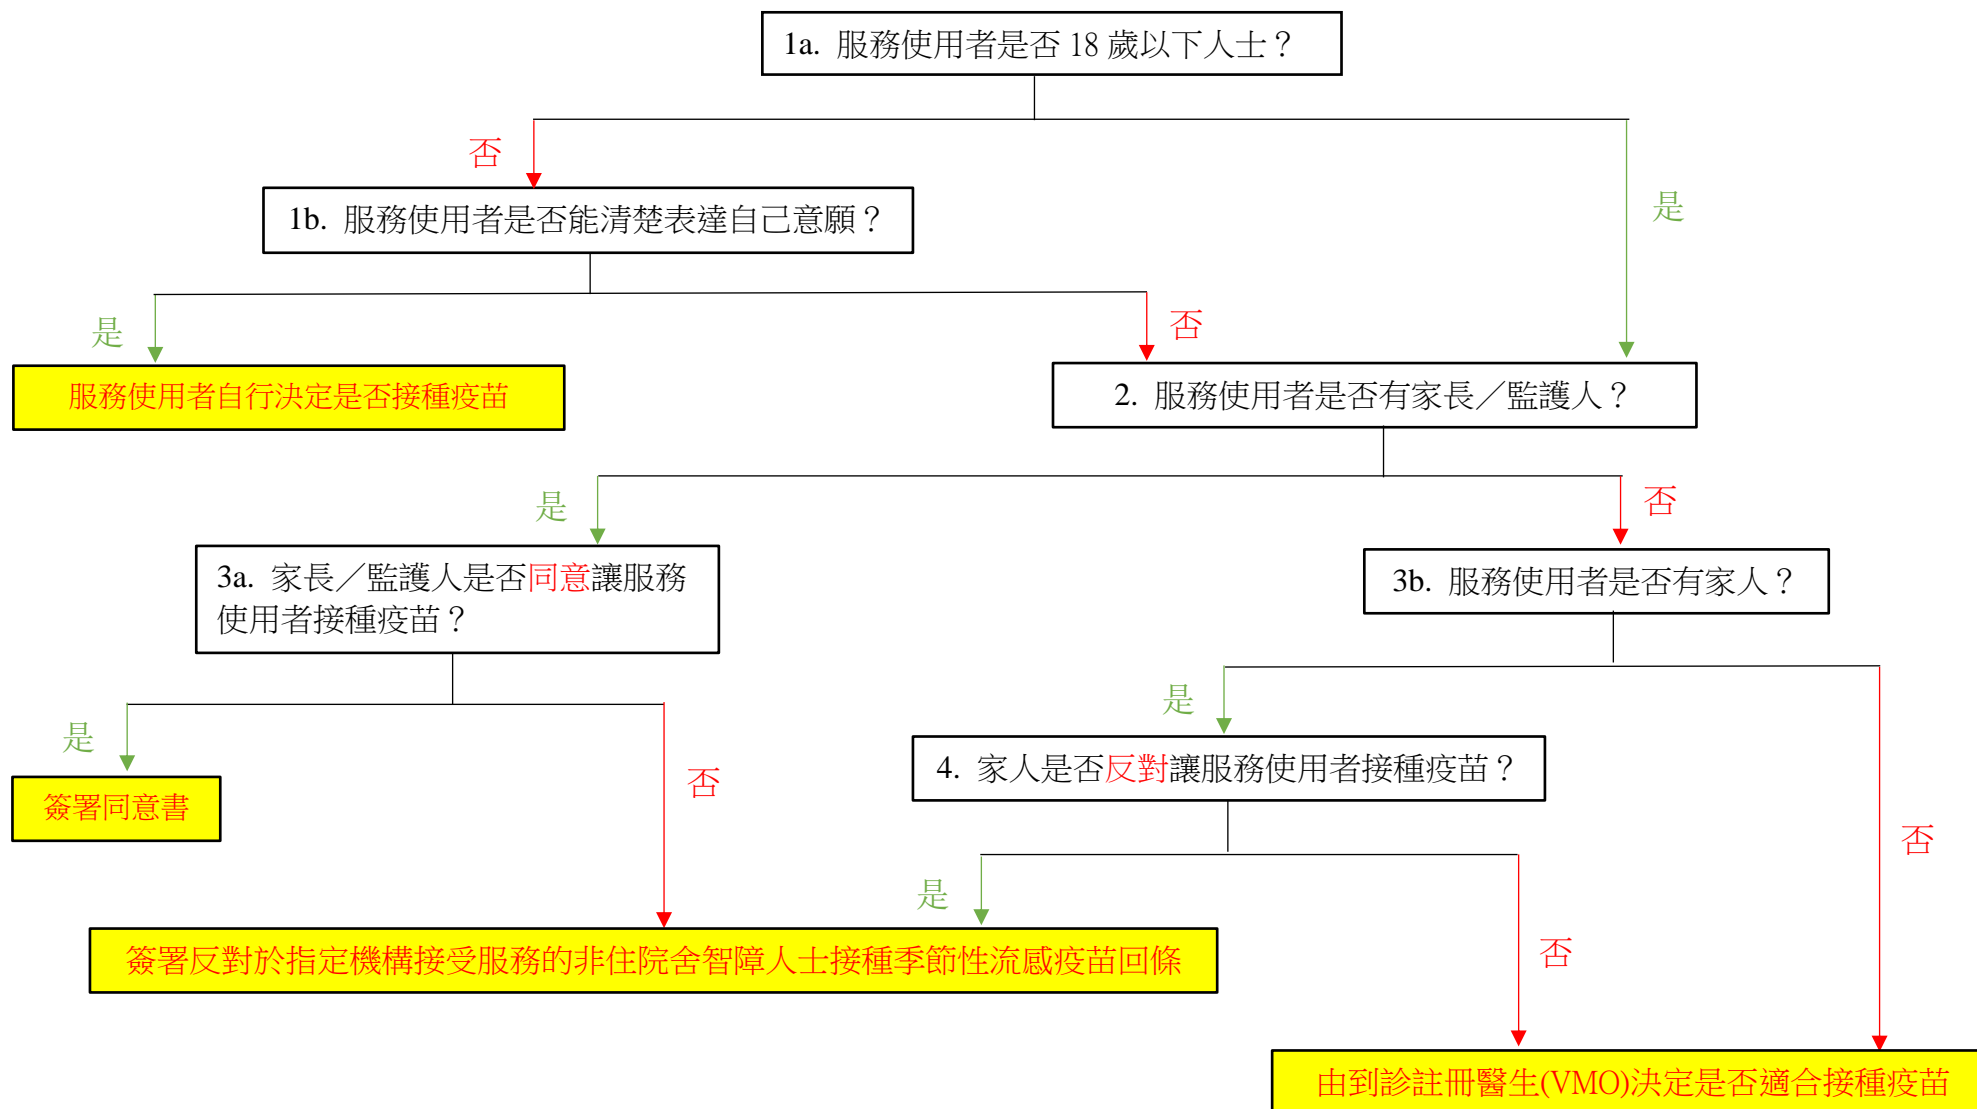 1a. 服務使用者是否 18 歲以下人士？
否
是
1b. 服務使用者是否能清楚表達自己意願？
是
否
服務使用者自行決定是否接種疫苗
2. 服務使用者是否有家長／監護人？
是
否
3a. 家長／監護人是否同意讓服務
使用者接種疫苗？
3b. 服務使用者是否有家人？
是
否
是
否
簽署同意書
4. 家人是否反對讓服務使用者接種疫苗？
是
否
簽署反對於指定機構接受服務的非住院舍智障人士接種季節性流感疫苗回條
由到診註冊醫生(VMO)決定是否適合接種疫苗